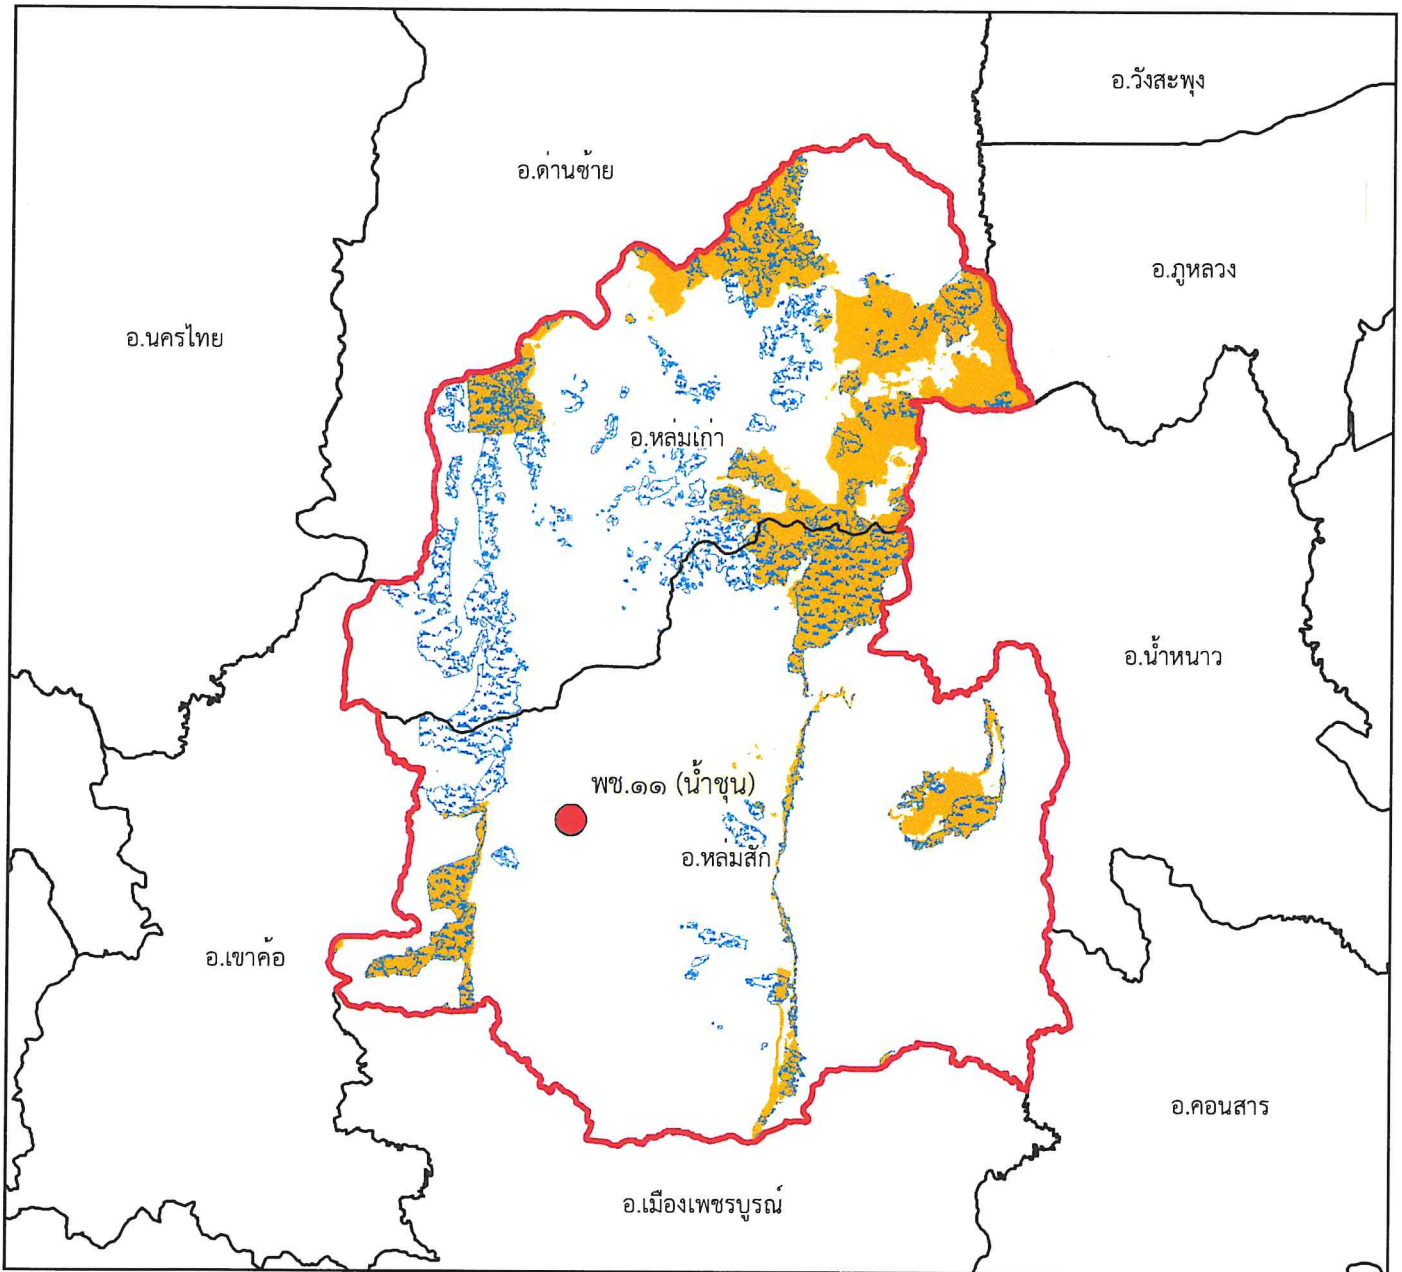 อ.วังสะพุง
อ.ด่านซ้าย
อ.ภูหลวง
อ.นครไทย
อ.หล่มเก่า
อ.น้ำหนาว
พช.๑๑ (น้ำชุน)
อ.หล่มสัก
อ.เขาค้อ
อ.คอนสาร
อ.เมืองเพชรบูรณ์